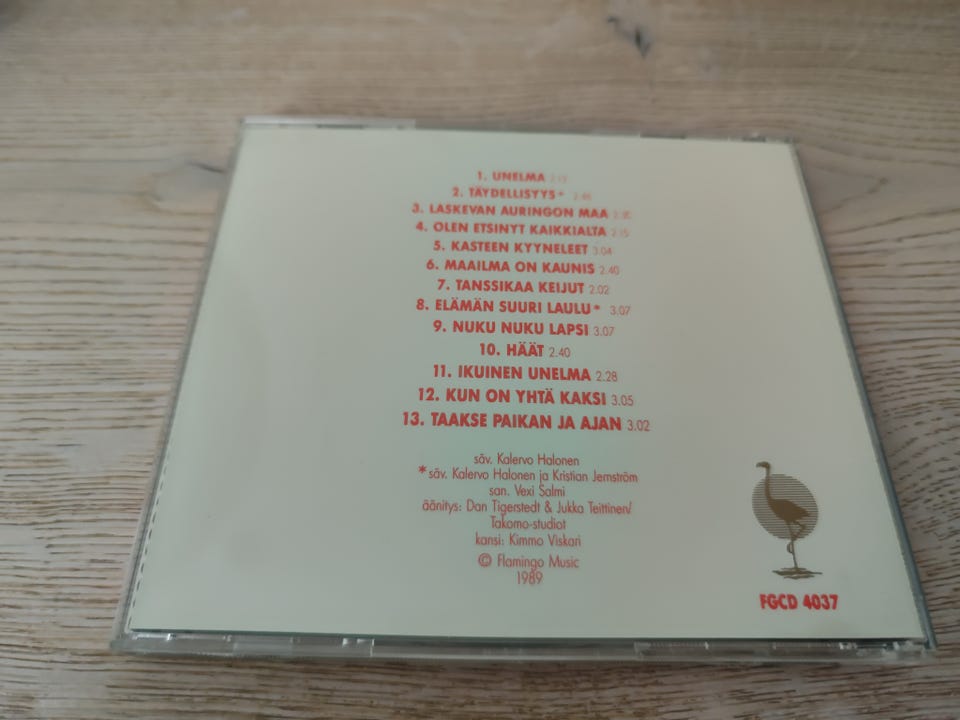 1. UNELMA
2. TÄYDELLISYYS* 2.46
3. LASKEVAN AURINGON MAA
4. OLEN ETSINYT KAIKKIALTA 2.15
5. KASTEEN KYYNELEET 3.04
6. MAAILMA ON KAUNIS 2.40
7. TANSSIKAA KEIJUT 2.02
8. ELÄMÄN SUURI LAULU* 3.07
9. NUKU NUKU LAPSI 3.07
10. HÄÄT 2.40
11. IKUINEN UNELMA 2.28
12. KUN ON YHTÄ KAKSI 3.05
13. TAAKSE PAIKAN JA AJAN 3.02
säv. Kalervo Halonen
*säv. Kalervo Halonen ja Kristian Jernström
san. Vexi Salmi
äänitys: Dan Tigerstedt & Jukka Teittinen/
Takomo-studiot
kansi: Kimmo Viskari
© Flamingo Music
1989
FGCD 4037